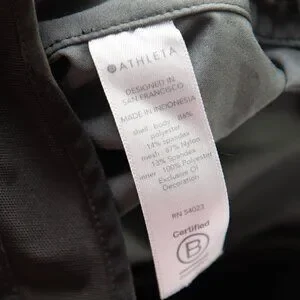 ATHLETA
DESIGNED IN
SAN FRANCISCO
MADE IN INDONESIA
shell: body: 86%
polyester
14% spandex
mesh: 87% Nylon
13% Spandex
inner: 100% Polyester
Exclusive Of
Decoration
RN 54023
Certified
B